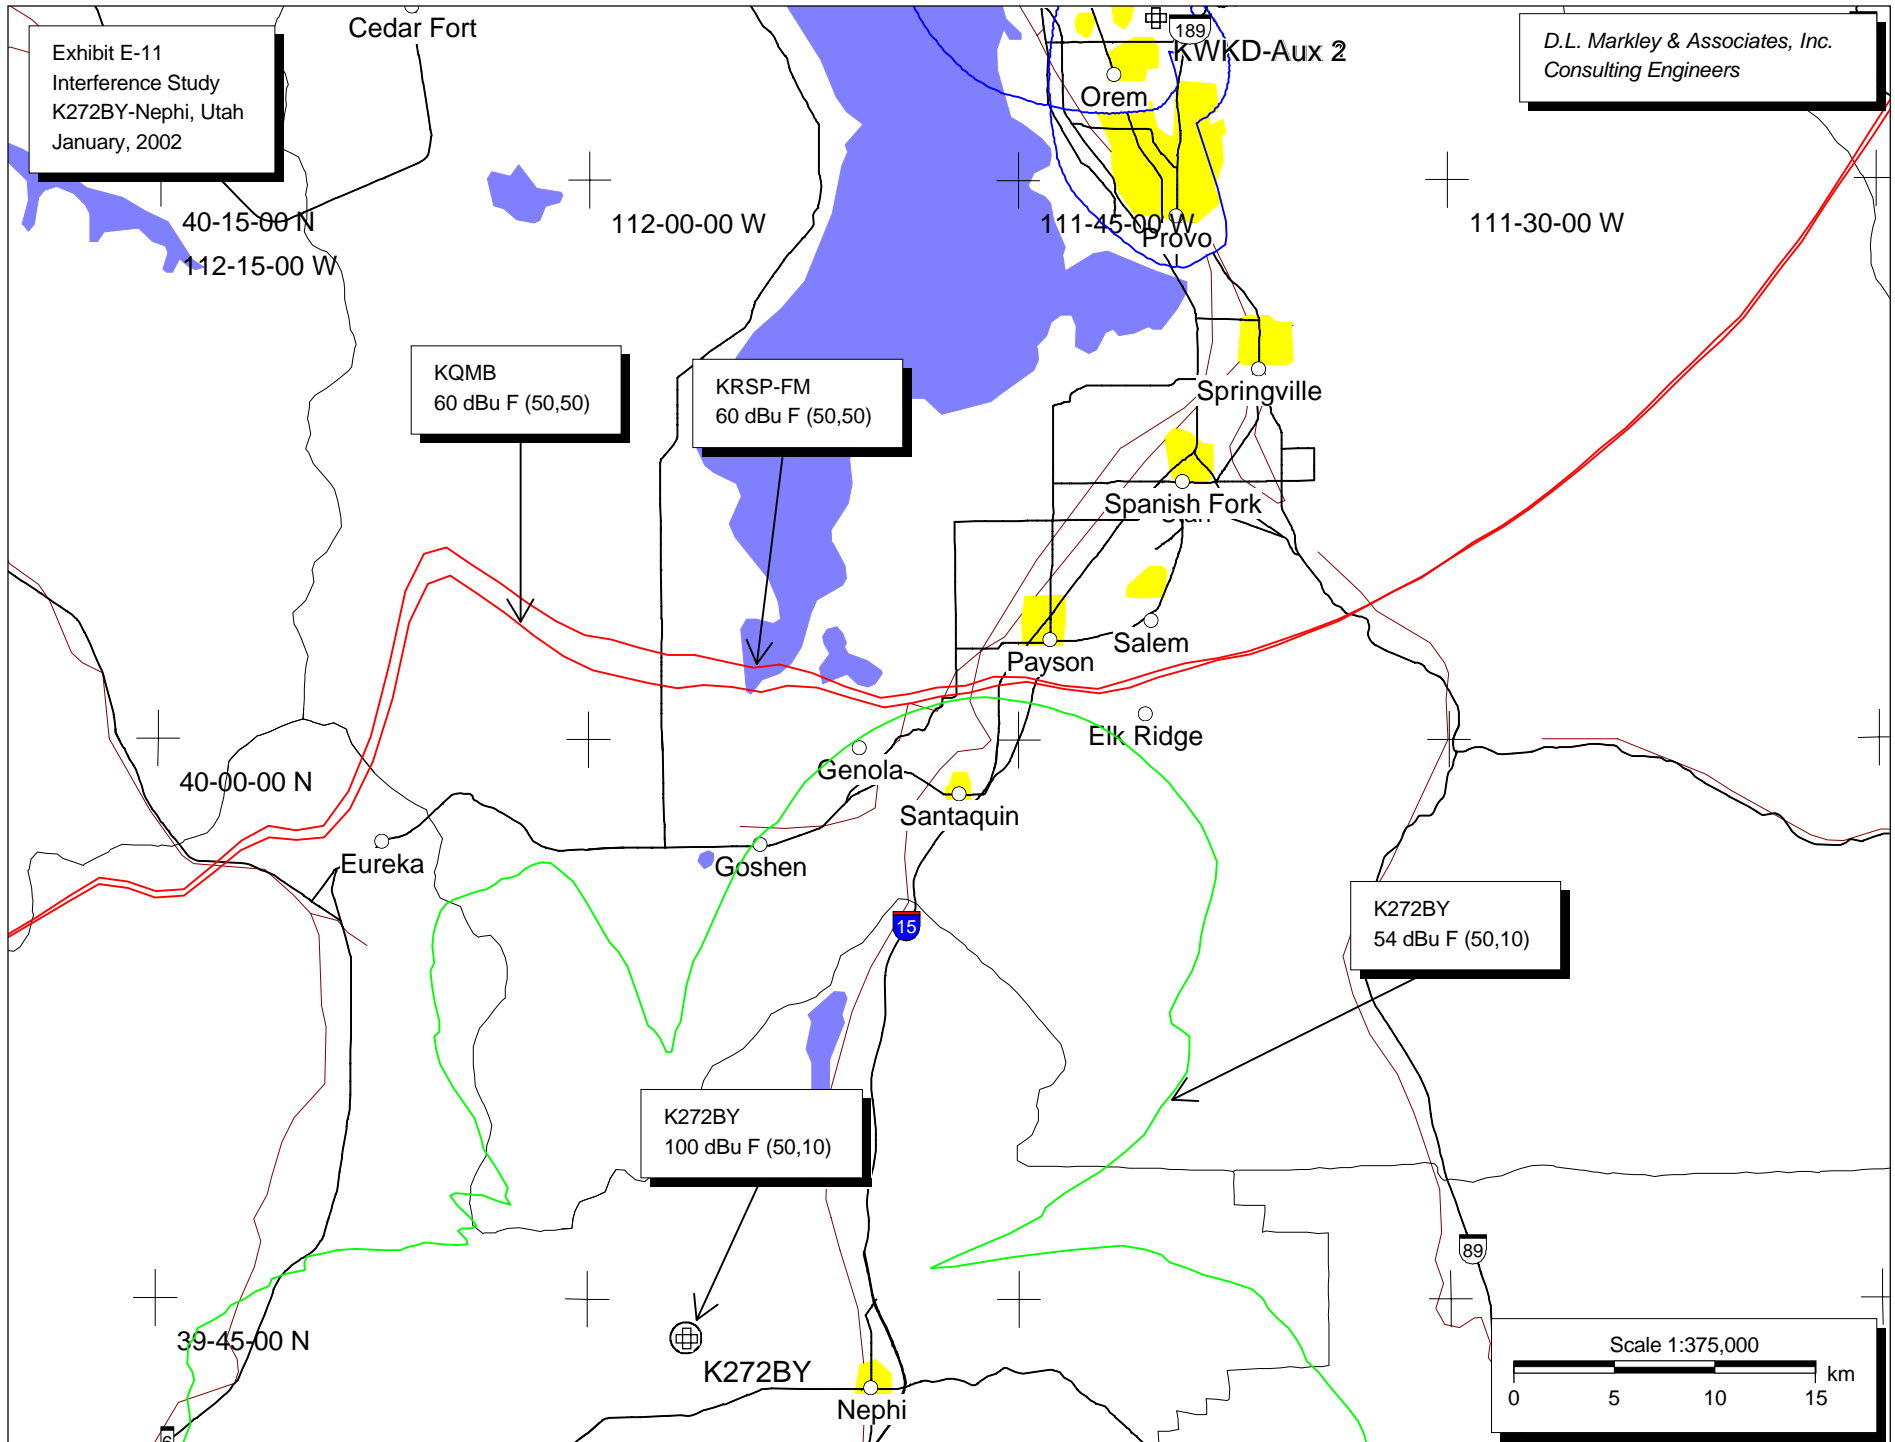 Exhibit E-11
Interference Study
K272BY-Nephi, Utah
January, 2002
Cedar Fort
189
KWKD-Aux 2
D.L. Markley & Associates, Inc.
Consulting Engineers
Orem
40-15-00 N
112-15-00 W
112-00-00 W
111-45-00 W
111-30-00 W
Provo
KQMB
60 dBu F (50,50)
KRSP-FM
60 dBu F (50,50)
Springville
Spanish Fork
Salem
Payson
Elk Ridge
40-00-00 N
Genola
Santaquin
Eureka
Goshen
15
K272BY
54 dBu F (50,10)
K272BY
100 dBu F (50,10)
89
39-45-00 N
K272BY
Nephi
6
Scale 1:375,000
km
0 5 10 15